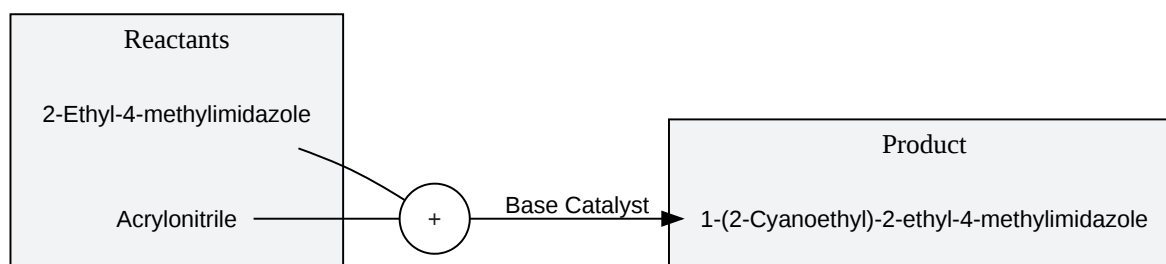 Reactants
2-Ethyl-4-methylimidazole
Acrylonitrile
+
Base Catalyst
Product
1-(2-Cyanoethyl)-2-ethyl-4-methylimidazole